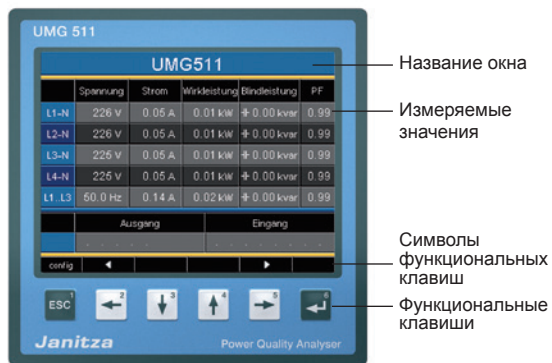 UMG 511
UMG511
Spannung Strom Wirkleistung Blindleistung PF
L1-N 226 V 0.05 A 0.01 kW 0.00 kvar 0.99
L2-N 226 V 0.05 A 0.01 kW 0.00 kvar 0.99
L3-N 225 V 0.05 A 0.01 kW 0.00 kvar 0.99
L4-N 225 V 0.05 A 0.01 kW 0.00 kvar 0.99
L1..L3 50.0 Hz 0.14 A 0.02 kW 0.00 kvar 0.99
Ausgang Eingang
config
ESC 1 2 3 4 5 6
Janitza Power Quality Analyser
Название окна
Измеряемые
значения
Символы
функциональных
клавиш
Функциональные
клавиши